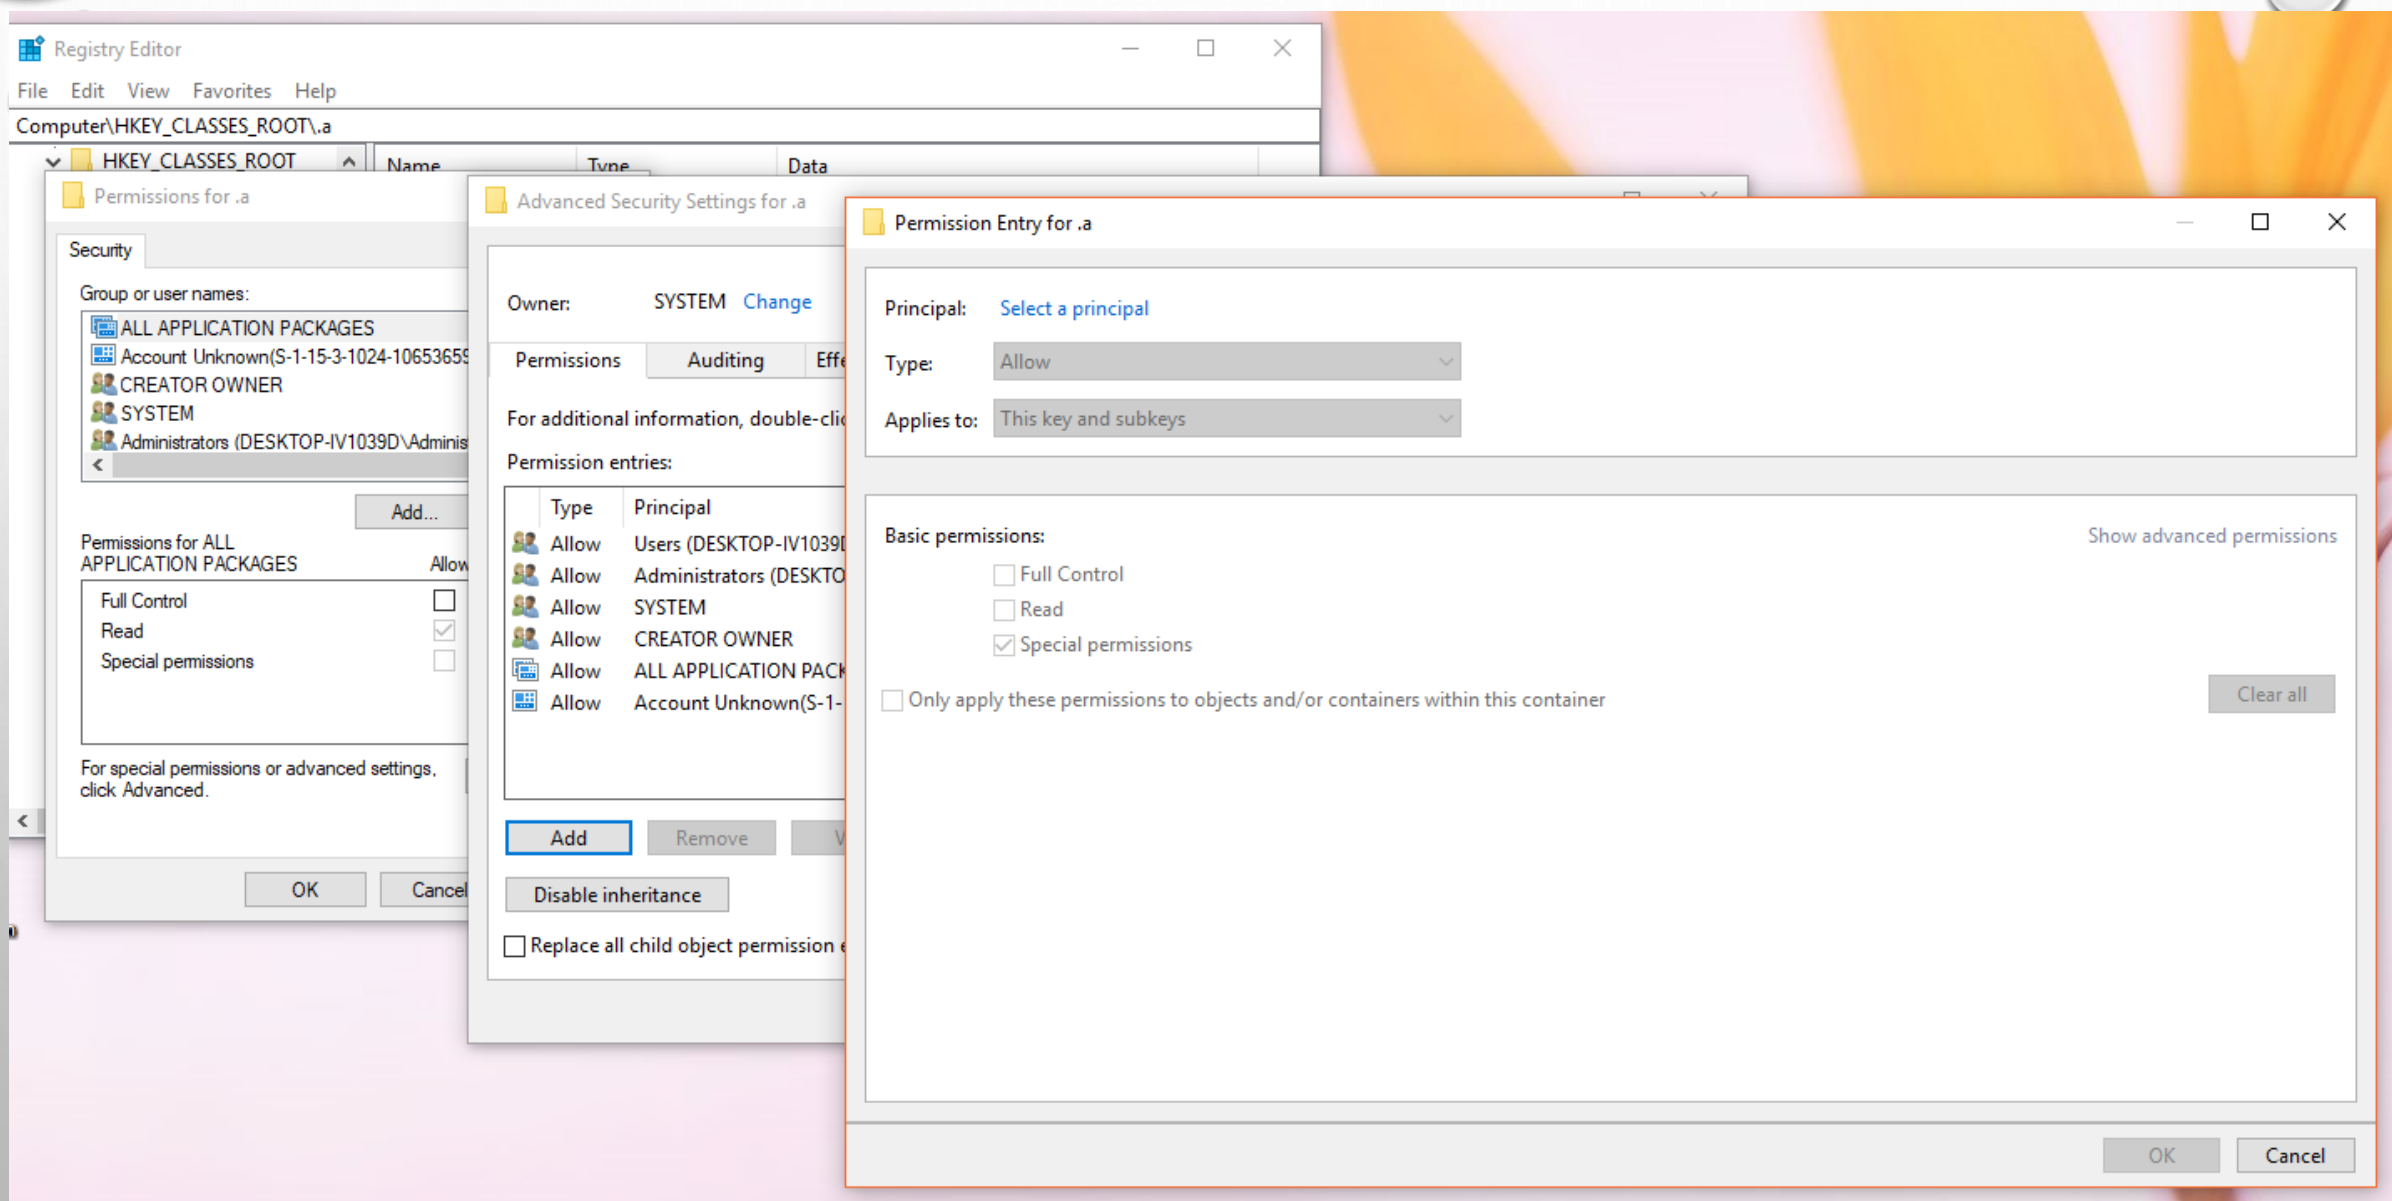 Registry Editor
File Edit View Favorites Help
Computer\HKEY_CLASSES_ROOT\.a
HKEY_CLASSES_ROOT
Name Type Data
Permissions for .a
Security
Group or user names:
ALL APPLICATION PACKAGES
Account Unknown(S-1-15-3-1024-1065365
CREATOR OWNER
SYSTEM
Administrators (DESKTOP-IV1039D\Adminis
Add...
Permissions for ALL
APPLICATION PACKAGES Allow
Full Control
Read
Special permissions
For special permissions or advanced settings,
click Advanced.
OK Cancel
Advanced Security Settings for .a
Owner: SYSTEM Change
Permissions Auditing Effe
For additional information, double-clic
Permission entries:
Type Principal
Allow Users (DESKTOP-IV1039D
Allow Administrators (DESKTO
Allow SYSTEM
Allow CREATOR OWNER
Allow ALL APPLICATION PACK
Allow Account Unknown(S-1-
Add Remove V
Disable inheritance
Replace all child object permission e
Permission Entry for .a
Principal: Select a principal
Type: Allow
Applies to: This key and subkeys
Basic permissions: Show advanced permissions
Full Control
Read
Special permissions
Only apply these permissions to objects and/or containers within this container
Clear all
OK Cancel